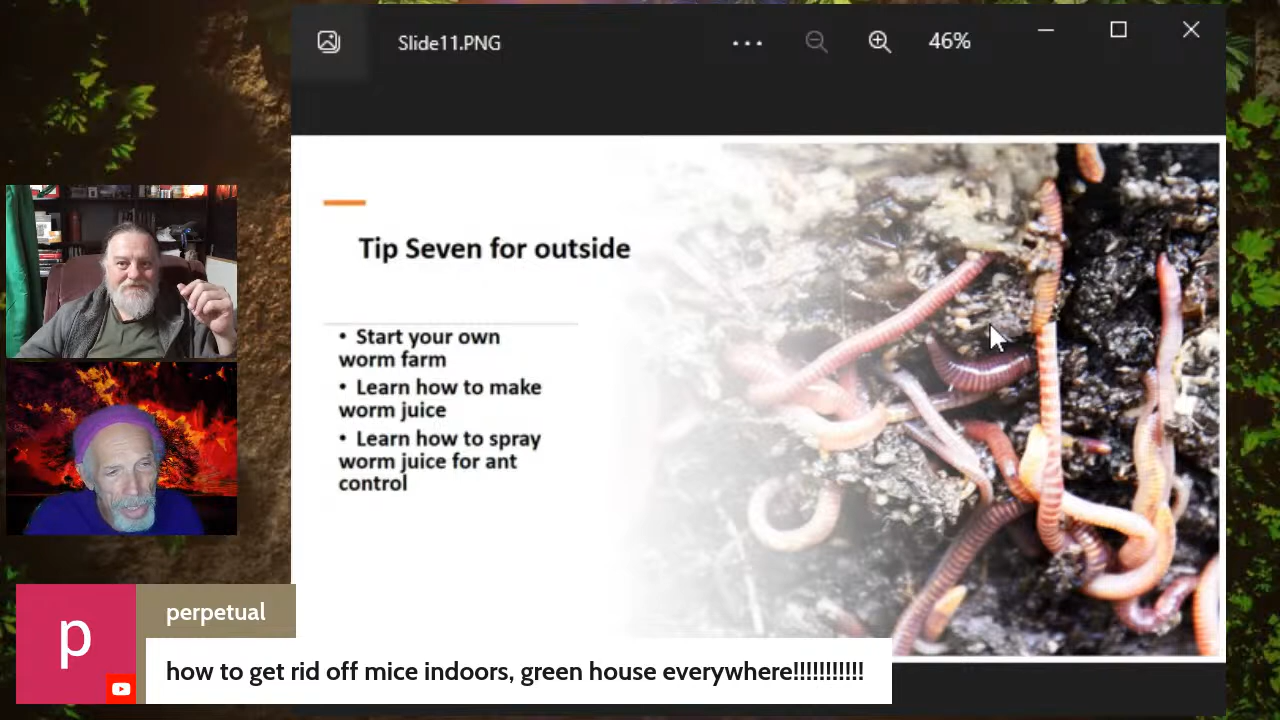 Slide11.PNG
46%
Tip Seven for outside
• Start your own
worm farm
• Learn how to make
worm juice
• Learn how to spray
worm juice for ant
control
p
perpetual
how to get rid off mice indoors, green house everywhere!!!!!!!!!!!